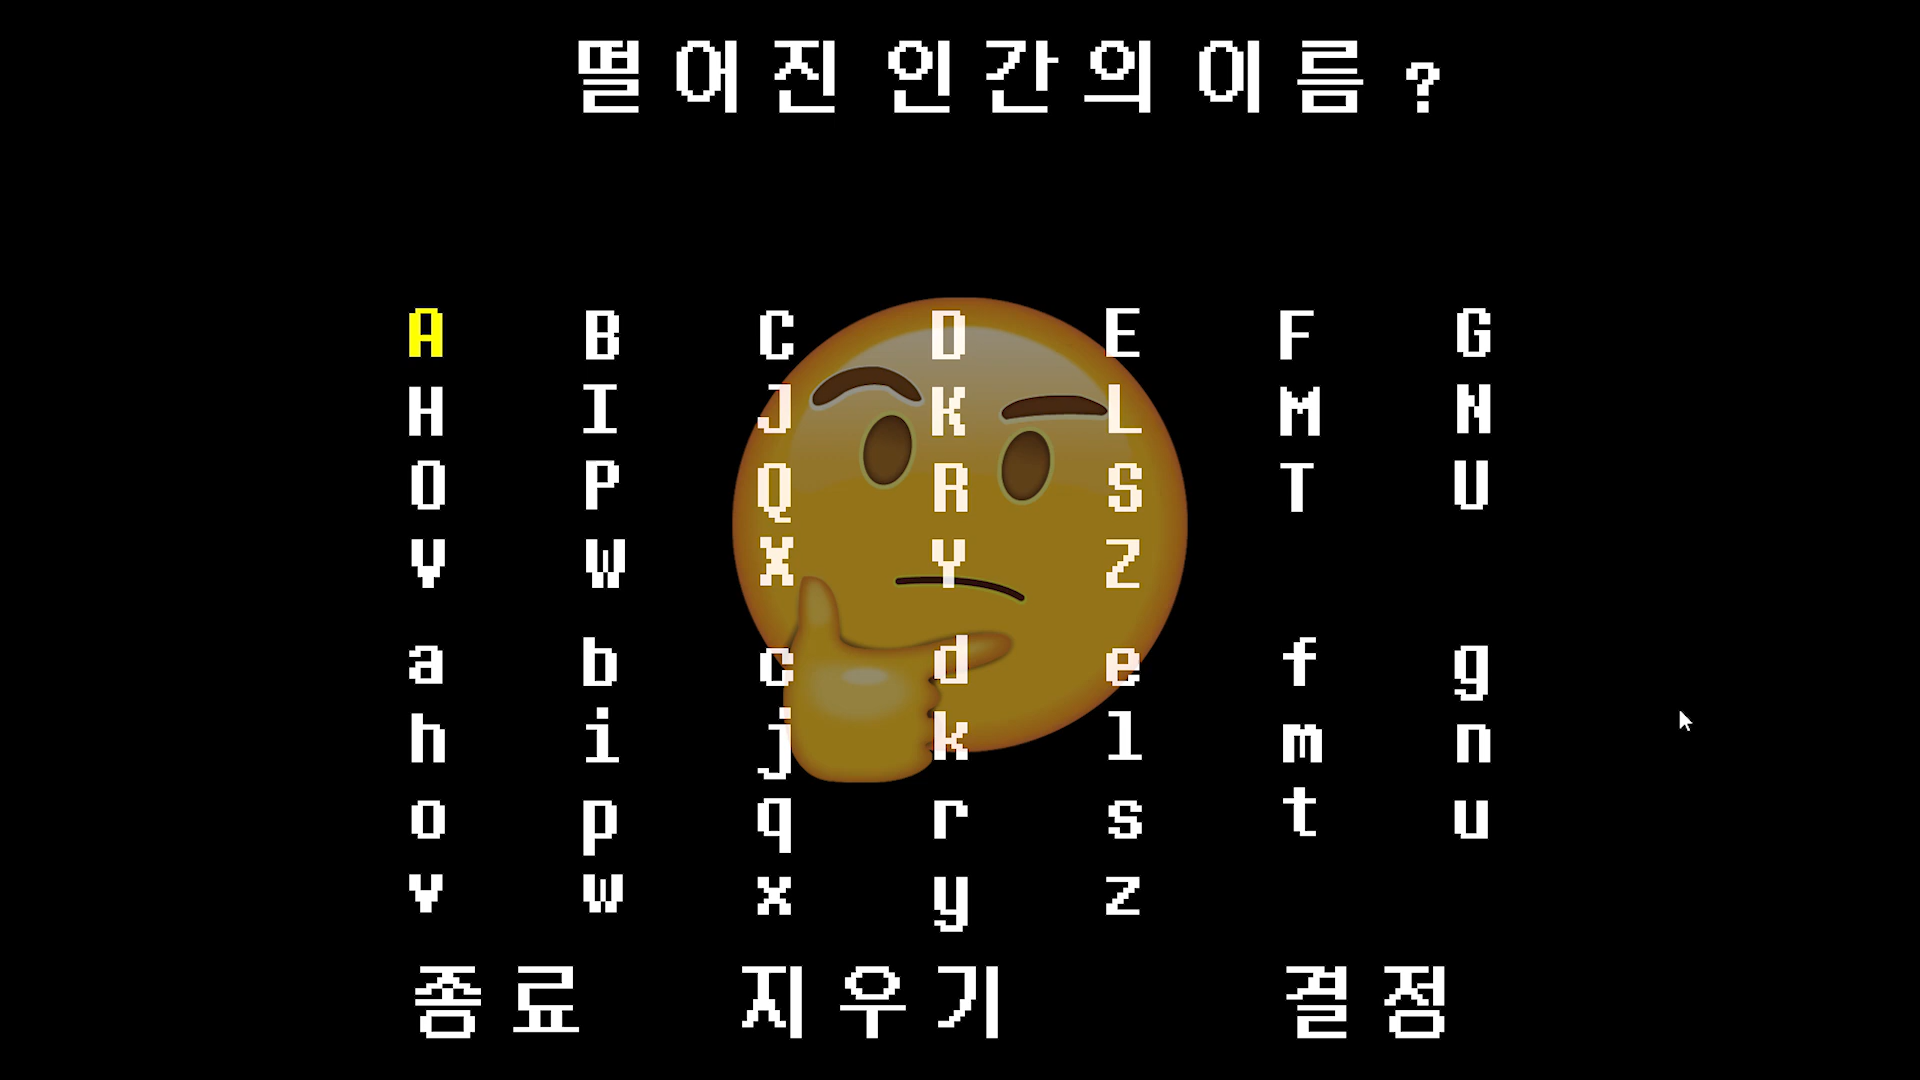 떨어진 인간의 이름?
A B C D E F G
H I J K L M N
O P Q R S T U
V W X Y Z
a b c d e f g
h i j k l m n
o p q r s t u
v w x y z
종료 지우기 결정